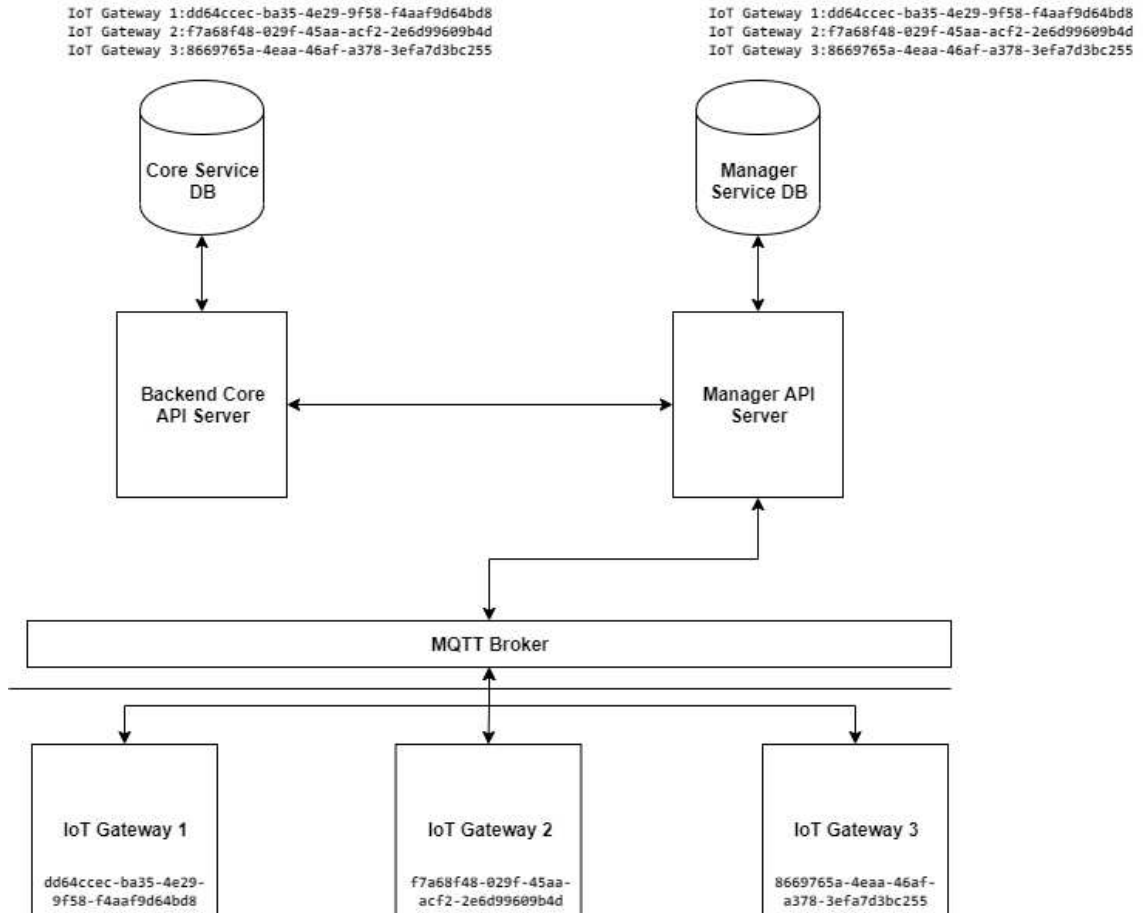 IoT Gateway 1:dd64ccec-ba35-4e29-9f58-f4aaf9d64bd8
IoT Gateway 2:f7a68f48-029f-45aa-acf2-2e6d99609b4d
IoT Gateway 3:8669765a-4eaa-46af-a378-3efa7d3bc255
IoT Gateway 1:dd64ccec-ba35-4e29-9f58-f4aaf9d64bd8
IoT Gateway 2:f7a68f48-029f-45aa-acf2-2e6d99609b4d
IoT Gateway 3:8669765a-4eaa-46af-a378-3efa7d3bc255
Core Service
DB
Manager
Service DB
Backend Core
API Server
Manager API
Server
MQTT Broker
IoT Gateway 1
dd64ccec-ba35-4e29-
9f58-f4aaf9d64bd8
IoT Gateway 2
f7a68f48-029f-45aa-
acf2-2e6d99609b4d
IoT Gateway 3
8669765a-4eaa-46af-
a378-3efa7d3bc255